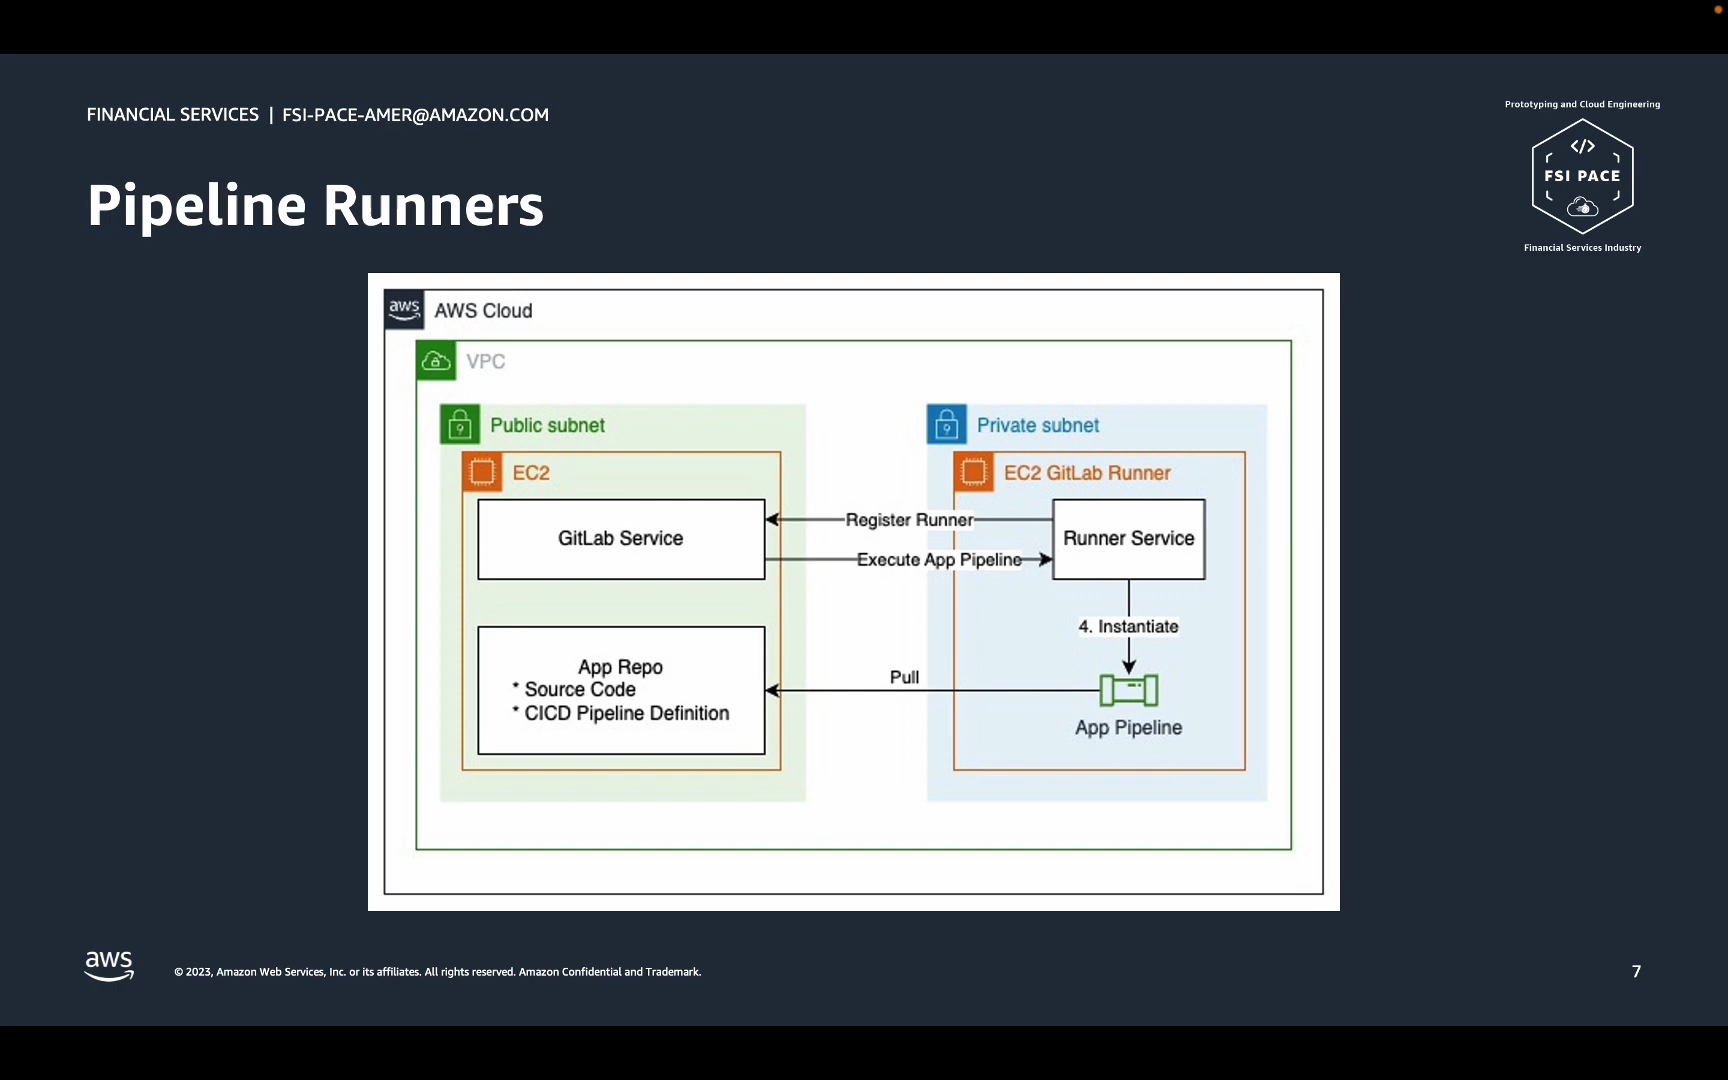 FINANCIAL SERVICES | FSI-PACE-AMER@AMAZON.COM
Prototyping and Cloud Engineering
</>
FSI PACE
Financial Services Industry
Pipeline Runners
aws
AWS Cloud
VPC
Public subnet
Private subnet
EC2
EC2 GitLab Runner
GitLab Service
Register Runner
Execute App Pipeline
Runner Service
4. Instantiate
App Repo
* Source Code
* CICD Pipeline Definition
Pull
App Pipeline
aws
© 2023, Amazon Web Services, Inc. or its affiliates. All rights reserved. Amazon Confidential and Trademark.
7